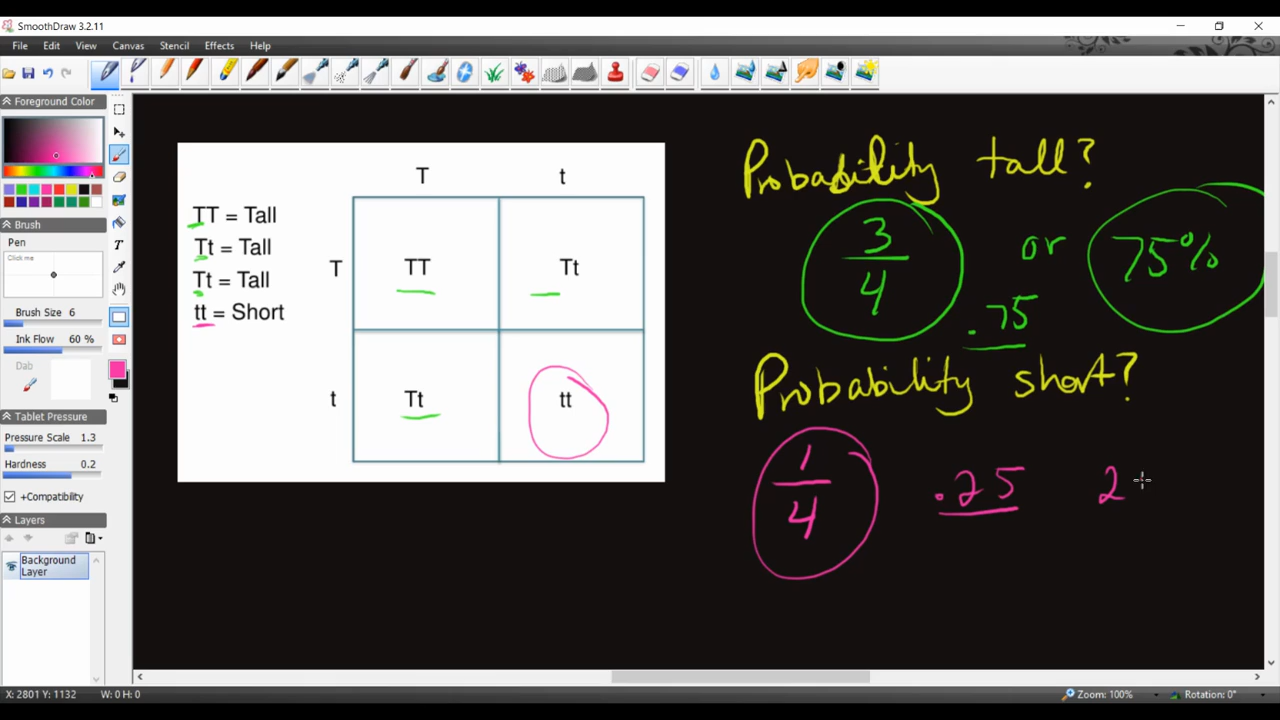 SmoothDraw 3.2.11
File Edit View Canvas Stencil Effects Help
Foreground Color
Brush
Pen
Click me
Brush Size 6
Ink Flow 60 %
Dab
Tablet Pressure
Pressure Scale 1.3
Hardness 0.2
+Compatibility
Layers
Background
Layer
T t
TT = Tall
Tt = Tall
Tt = Tall
tt = Short
T TT Tt
t Tt tt
Probability tall?
3
4
or 75%
.75
Probability short?
1
4
.25 2
X: 2801 Y: 1132 W: 0 H: 0 Zoom: 100% Rotation: 0°